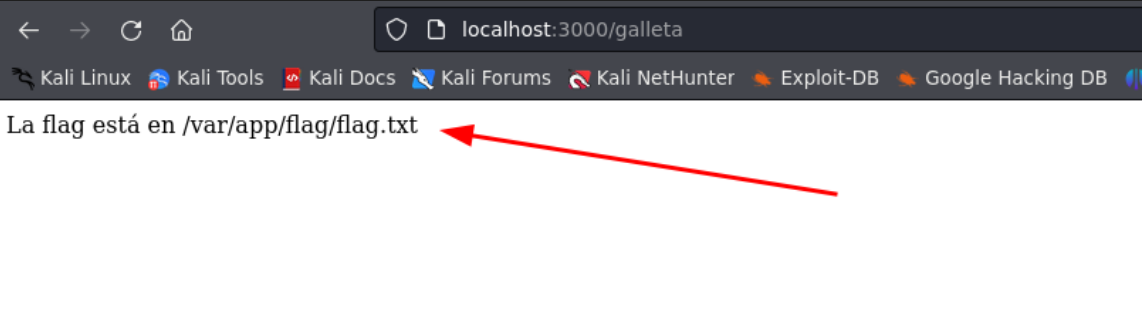 localhost:3000/galleta
Kali Linux Kali Tools Kali Docs Kali Forums Kali NetHunter Exploit-DB Google Hacking DB
La flag está en /var/app/flag/flag.txt